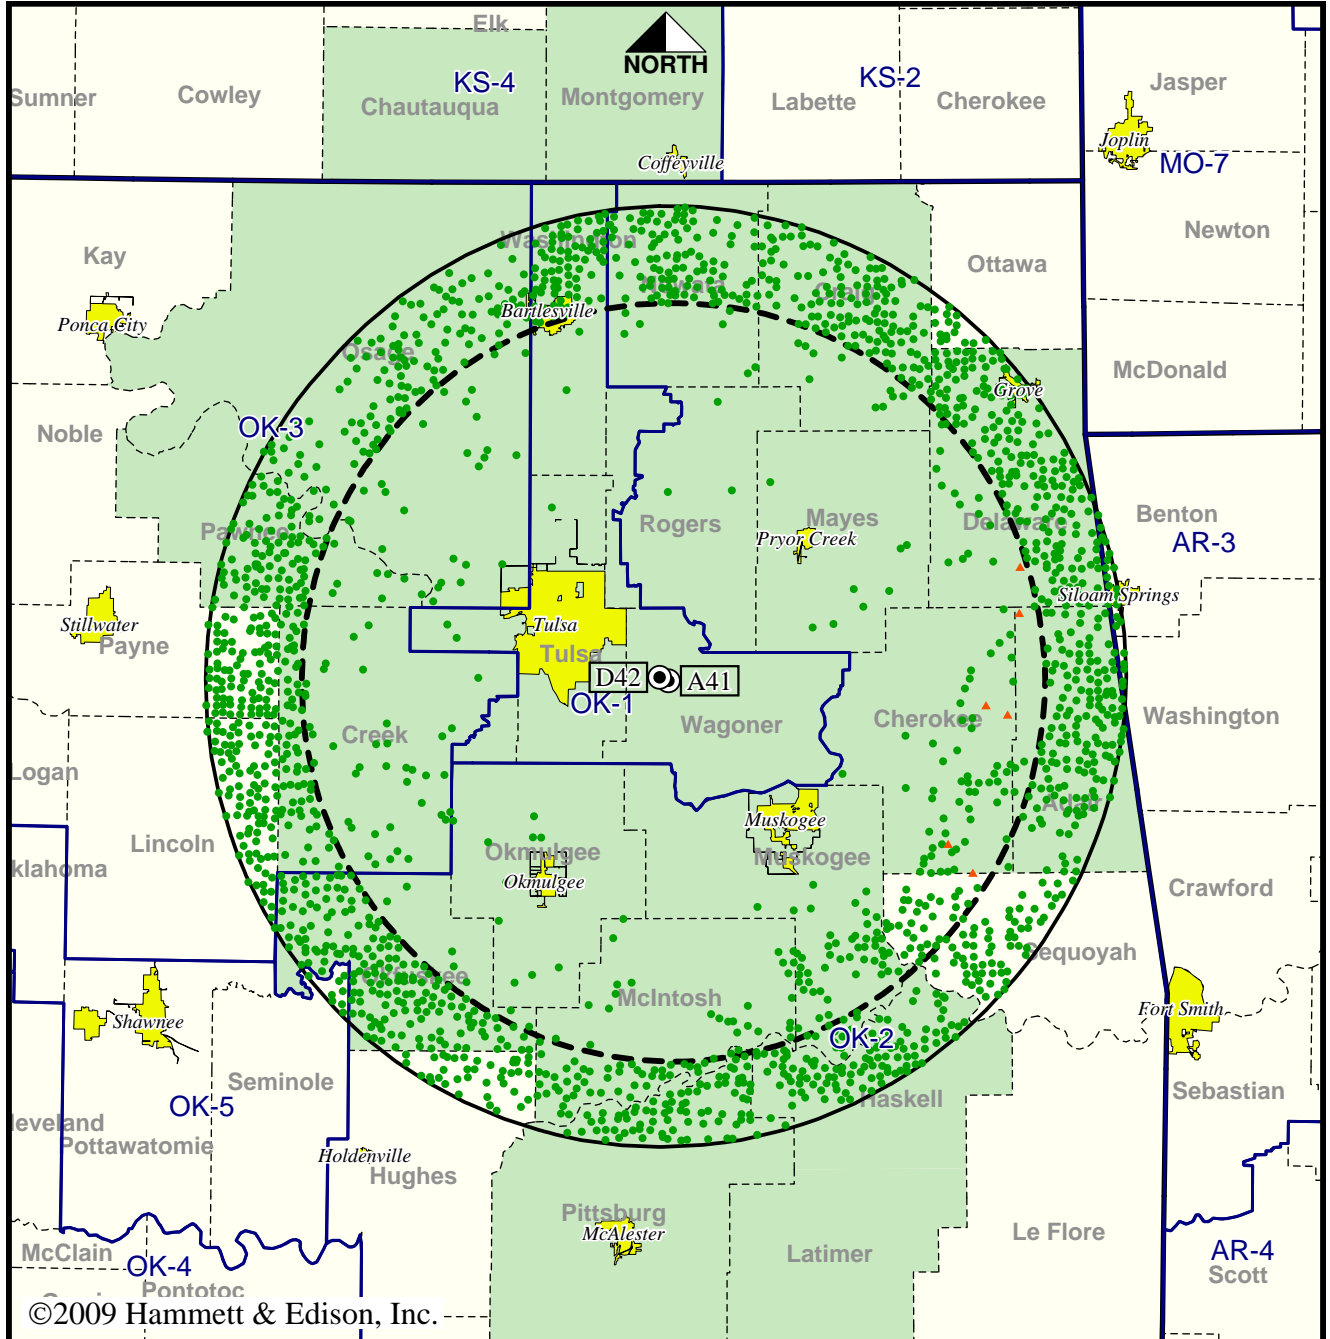 Elk
NORTH
KS-4
KS-2
Sumner
Cowley
Chautauqua
Montgomery
Labette
Cherokee
Jasper
Joplin
Coffeyville
MO-7
Kay
Washington
Newton
Ottawa
Nowata
Craig
Ponca City
Bartlesville
Osage
McDonald
Grove
Noble
OK-3
Pawnee
Rogers
Mayes
Delaware
Benton
Pryor Creek
AR-3
Siloam Springs
Stillwater
Payne
Tulsa
Tulsa
D42
A41
OK-1
Wagoner
Cherokee
Washington
Creek
Logan
Adair
Muskogee
Lincoln
Okmulgee
Muskogee
klahoma
Okmulgee
Crawford
Sequoyah
Okfuskee
McIntosh
Fort Smith
Shawnee
OK-2
Seminole
Sebastian
OK-5
Haskell
leveland
Pottawatomie
Holdenville
Hughes
Pittsburg
McAlester
Le Flore
McClain
Latimer
AR-4
OK-4
Scott
Pontotoc
©2009 Hammett & Edison, Inc.